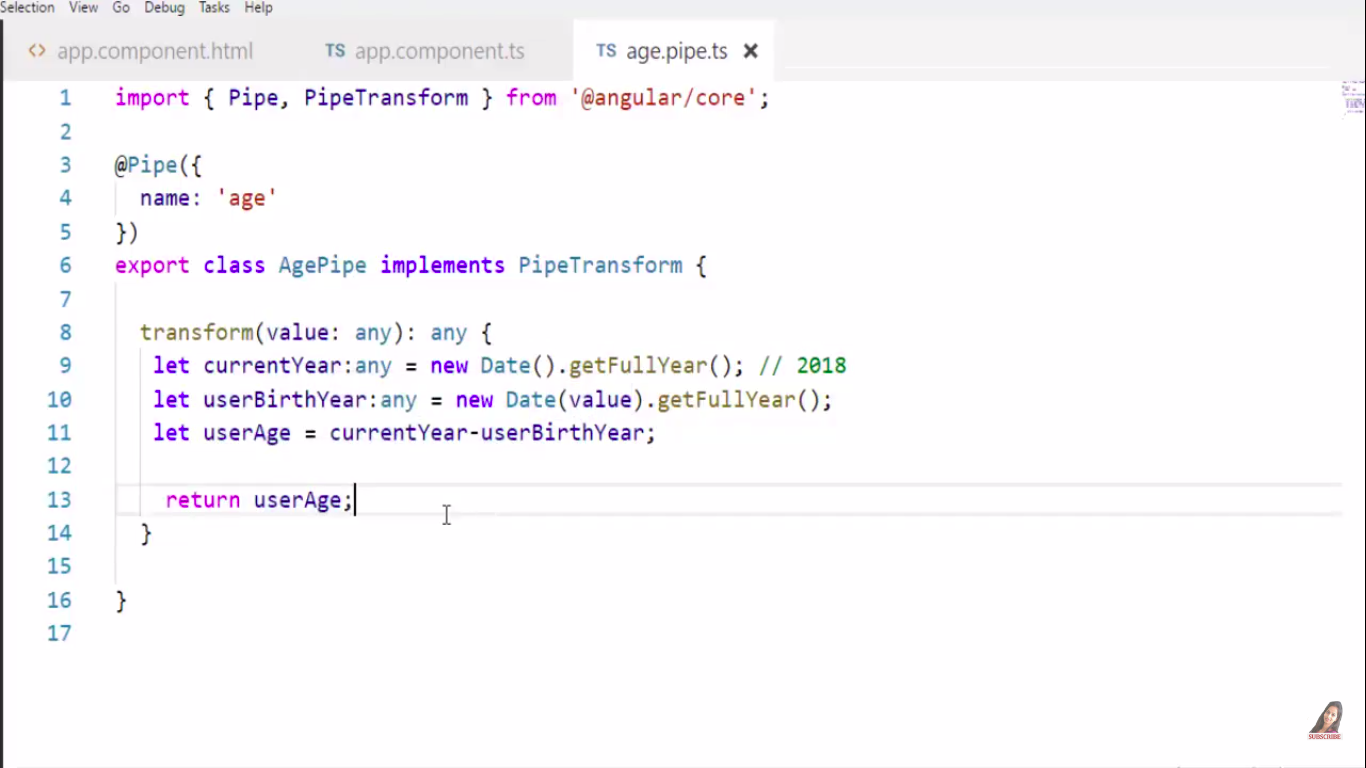 Selection View Go Debug Tasks Help
<> app.component.html TS app.component.ts TS age.pipe.ts ×
1 import { Pipe, PipeTransform } from '@angular/core';
2
3 @Pipe({
4 name: 'age'
5 })
6 export class AgePipe implements PipeTransform {
7
8 transform(value: any): any {
9 let currentYear:any = new Date().getFullYear(); // 2018
10 let userBirthYear:any = new Date(value).getFullYear();
11 let userAge = currentYear-userBirthYear;
12
13 return userAge;
14 }
15
16 }
17
SUBSCRIBE